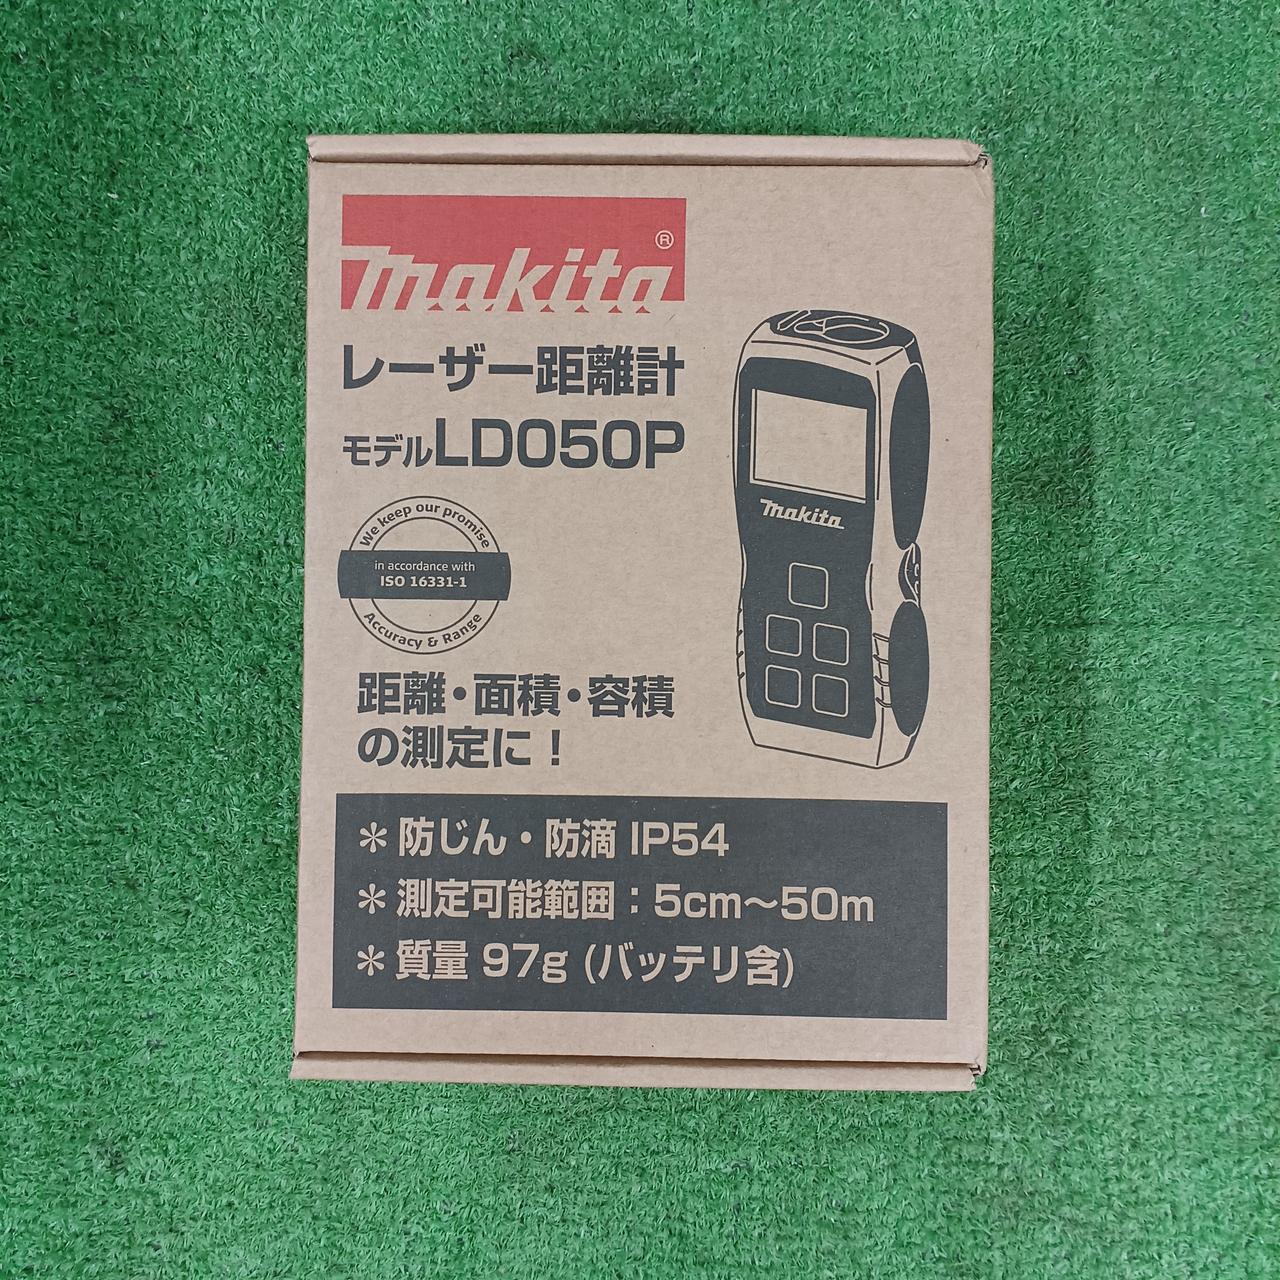 makita®
レーザー距離計
モデルLD050P
We keep our promise
in accordance with
ISO 16331-1
Accuracy & Range
距離・面積・容積
の測定に！
makita
＊防じん・防滴 IP54
＊測定可能範囲：5cm～50m
＊質量 97g (バッテリ含)